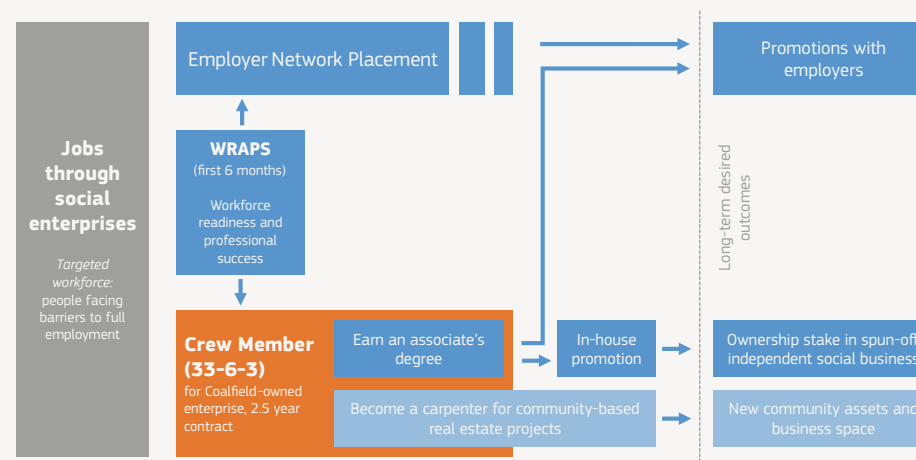 Jobs
through
social
enterprises
Targeted
workforce:
people facing
barriers to full
employment
Employer Network Placement
WRAPS
(first 6 months)
Workforce
readiness and
professional
success
Crew Member
(33-6-3)
for Coalfield-owned
enterprise, 2.5 year
contract
Earn an associate's
degree
Become a carpenter for community-based
real estate projects
In-house
promotion
Long-term desired
outcomes
Promotions with
employers
Ownership stake in spun-off
independent social business
New community assets and
business space